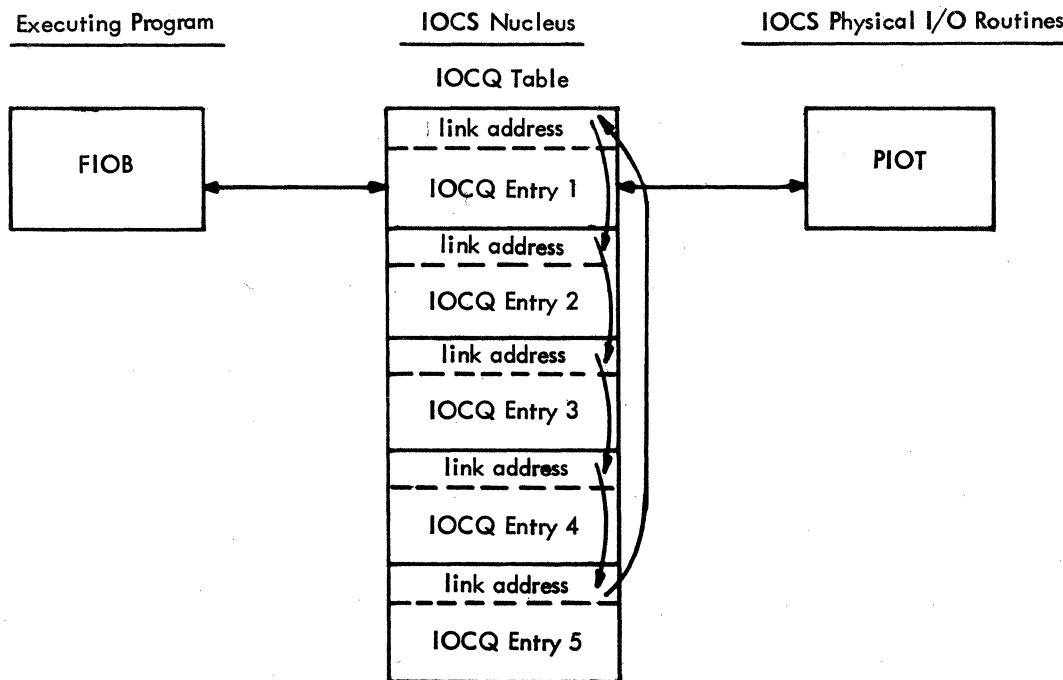 Executing Program
IOCS Nucleus
IOCS Physical I/O Routines
IOCQ Table
FIOB
link address
IOCQ Entry 1
PIOT
link address
IOCQ Entry 2
link address
IOCQ Entry 3
link address
IOCQ Entry 4
link address
IOCQ Entry 5